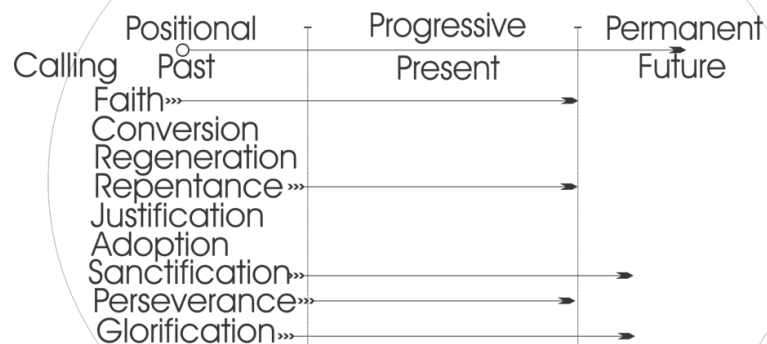 Positional Progressive Permanent
Calling Past Present Future
Faith
Conversion
Regeneration
Repentance
Justification
Adoption
Sanctification
Perseverance
Glorification